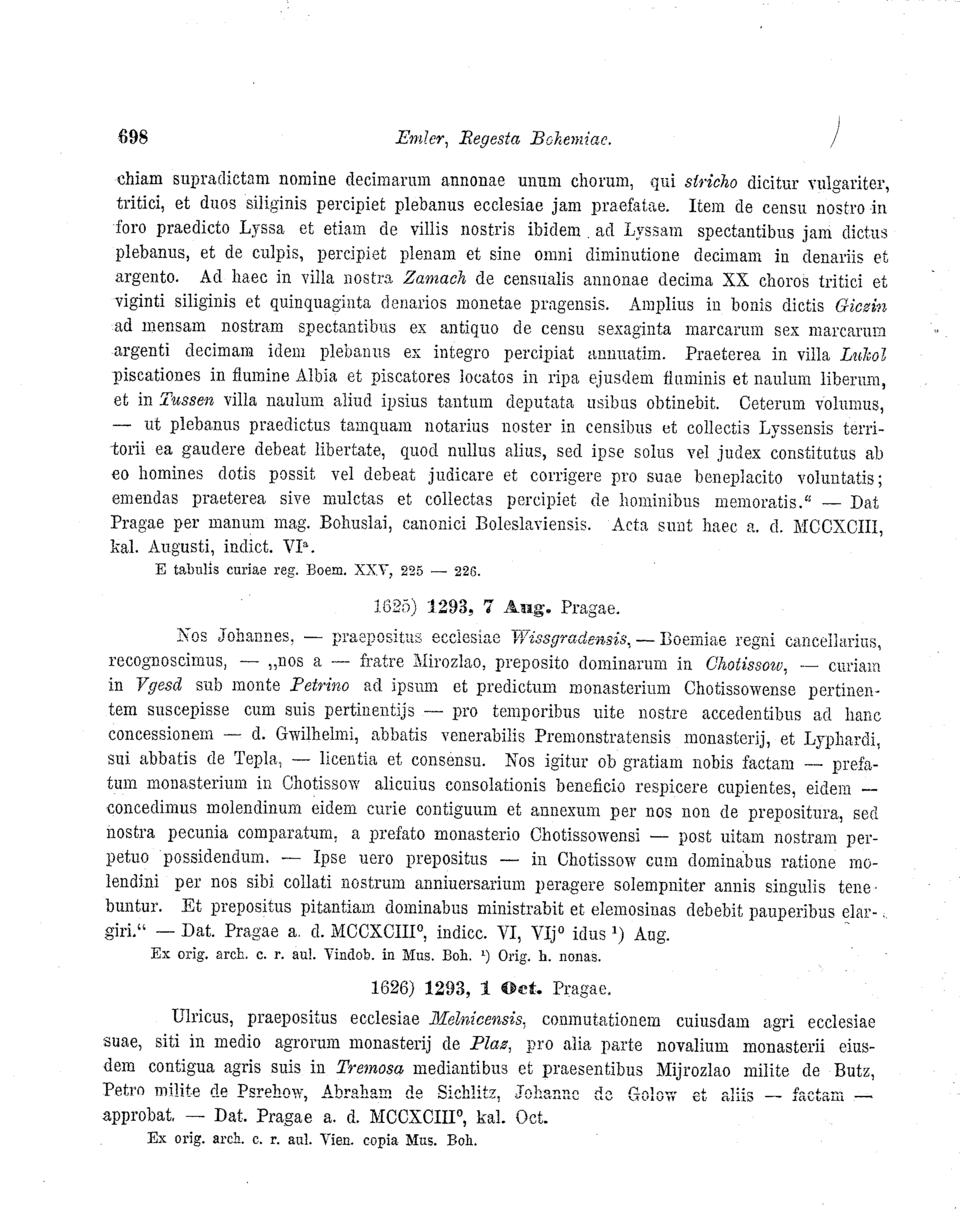 698 Emler, Regesta Bohemiae.
chiam supradictam nomine decimarum annonae unum chorum, qui stricho dicitur vulgariter,
tritici, et duos siliginis percipiet plebanus ecclesiae jam praefatae. Item de censu nostro in
foro praedicto Lyssa et etiam de villis nostris ibidem ad Lyssam spectantibus jam dictus
plebanus, et de culpis, percipiet plenam et sine omni diminutione decimam in denariis et
argento. Ad haec in villa nostra Zamach de censualis annonae decima XX choros tritici et
viginti siliginis et quinquaginta denarios monetae pragensis. Amplius in bonis dictis Giczin
ad mensam nostram spectantibus ex antiquo de censu sexaginta marcarum sex marcarum
argenti decimam idem plebanus ex integro percipiat annuatim. Praeterea in villa Lukol
piscationes in flumine Albia et piscatores locatos in ripa ejusdem fluminis et naulum liberum,
et in Tussen villa naulum aliud ipsius tantum deputata usibus obtinebit. Ceterum volumus,
— ut plebanus praedictus tamquam notarius noster in censibus et collectis Lyssensis terri-
torii ea gaudere debeat libertate, quod nullus alius, sed ipse solus vel judex constitutus ab
eo homines dotis possit vel debeat judicare et corrigere pro suae beneplacito voluntatis;
emendas praeterea sive mulctas et collectas percipiet de hominibus memoratis.“ — Dat
Pragae per manum mag. Bohuslai, canonici Boleslaviensis. Acta sunt haec a. d. MCCXCIII,
kal. Augusti, indict. VIª.
E tabulis curiae reg. Boem. XXV, 225 — 226.
1625) 1293, 7 Aug. Pragae.
Nos Johannes, — praepositus ecclesiae Wissgradensis, — Boemiae regni cancellarius,
recognoscimus, — „nos a — fratre Mirozlao, preposito dominarum in Chotissow, — curiam
in Vgesd sub monte Petrino ad ipsum et predictum monasterium Chotissowense pertinen-
tem suscepisse cum suis pertinentijs — pro temporibus uite nostre accedentibus ad hanc
concessionem — d. Gwilhelmi, abbatis venerabilis Premonstratensis monasterij, et Lyphardi,
sui abbatis de Tepla, — licentia et consensu. Nos igitur ob gratiam nobis factam — prefa-
tum monasterium in Chotissow alicuius consolationis beneficio respicere cupientes, eidem —
concedimus molendinum eidem curie contiguum et annexum per nos non de prepositura, sed
nostra pecunia comparatum, a prefato monasterio Chotissowensi — post uitam nostram per-
petuo possidendum. — Ipse uero prepositus — in Chotissow cum dominabus ratione mo-
lendini per nos sibi collati nostrum anniuersarium peragere solempniter annis singulis tene-
buntur. Et prepositus pitantiam dominabus ministrabit et elemosinas debebit pauperibus elar-
giri.“ — Dat. Pragae a. d. MCCXCIIIº, indicc. VI, VIjº idus ¹) Aug.
Ex orig. arch. c. r. aul. Vindob. in Mus. Boh. ¹) Orig. h. nonas.
1626) 1293, 1 Oct. Pragae.
Ulricus, praepositus ecclesiae Melnicensis, conmutationem cuiusdam agri ecclesiae
suae, siti in medio agrorum monasterij de Plaz, pro alia parte novalium monasterii eius-
dem contigua agris suis in Tremosa mediantibus et praesentibus Mijrozlao milite de Butz,
Petro milite de Psrehow, Abraham de Sichlitz, Johanne de Golow et aliis — factam —
approbat. — Dat. Pragae a. d. MCCXCIIIº, kal. Oct.
Ex orig. arch. c. r. aul. Vien. copia Mus. Boh.